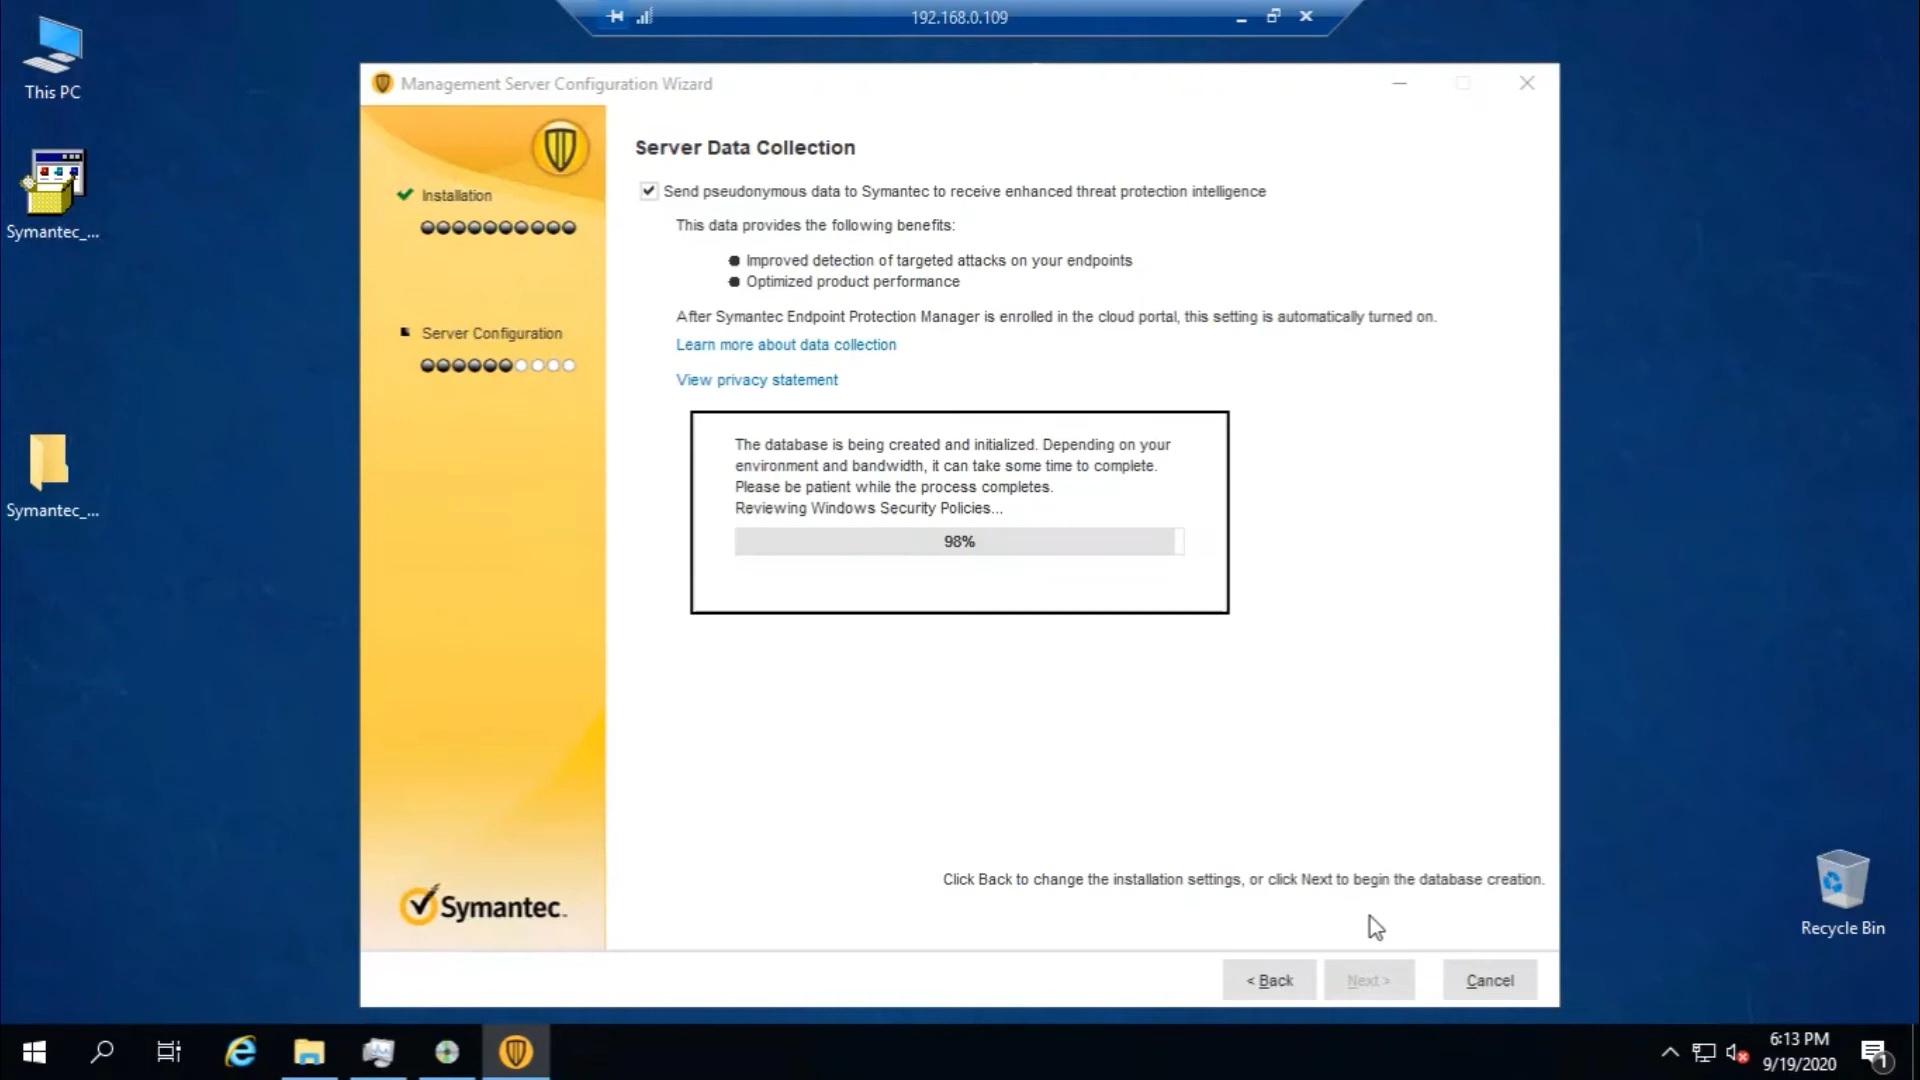 192.168.0.109
This PC
Symantec_...
Symantec_...
Management Server Configuration Wizard
Installation
Server Configuration
Symantec.
Server Data Collection
Send pseudonymous data to Symantec to receive enhanced threat protection intelligence
This data provides the following benefits:
Improved detection of targeted attacks on your endpoints
Optimized product performance
After Symantec Endpoint Protection Manager is enrolled in the cloud portal, this setting is automatically turned on.
Learn more about data collection
View privacy statement
The database is being created and initialized. Depending on your
environment and bandwidth, it can take some time to complete.
Please be patient while the process completes.
Reviewing Windows Security Policies...
98%
Click Back to change the installation settings, or click Next to begin the database creation.
< Back
Next >
Cancel
Recycle Bin
6:13 PM
9/19/2020
1